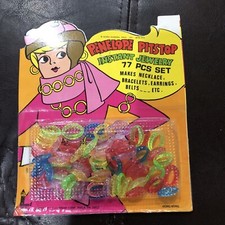 PENELOPE PITSTOP
INSTANT JEWELRY
77 PCS SET
MAKES NECKLACE,
BRACELETS, EARRINGS,
BELTS....ETC.